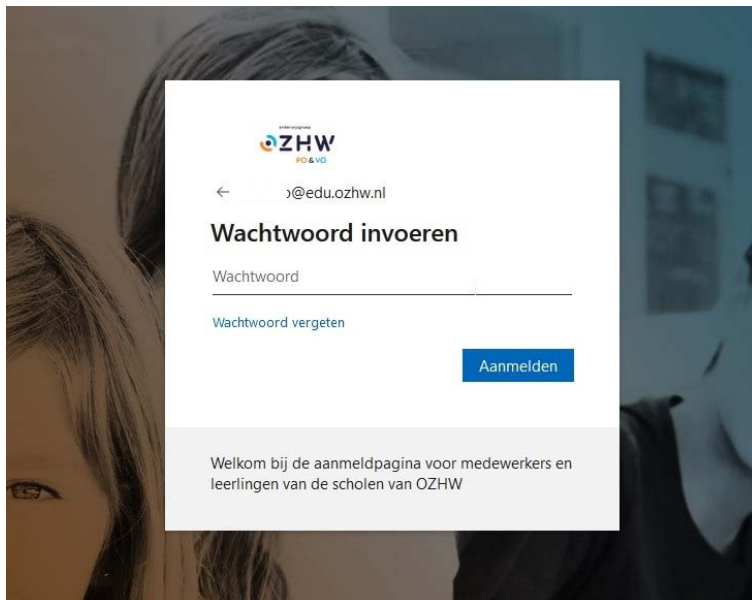 onderwijsgroep
OZHW
PO & VO
@edu.ozhw.nl
Wachtwoord invoeren
Wachtwoord
Wachtwoord vergeten
Aanmelden
Welkom bij de aanmeldpagina voor medewerkers en
leerlingen van de scholen van OZHW